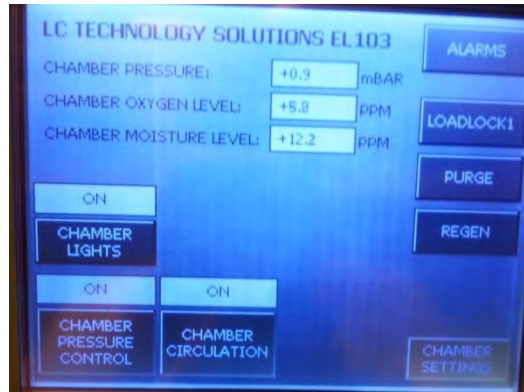 LC TECHNOLOGY SOLUTIONS EL103
ALARMS
CHAMBER PRESSURE: +0.9 mBAR
CHAMBER OXYGEN LEVEL: +5.8 PPM
LOADLOCK1
CHAMBER MOISTURE LEVEL: +12.2 PPM
PURGE
ON
REGEN
CHAMBER
LIGHTS
ON
ON
CHAMBER
PRESSURE
CONTROL
CHAMBER
CIRCULATION
CHAMBER
SETTINGS